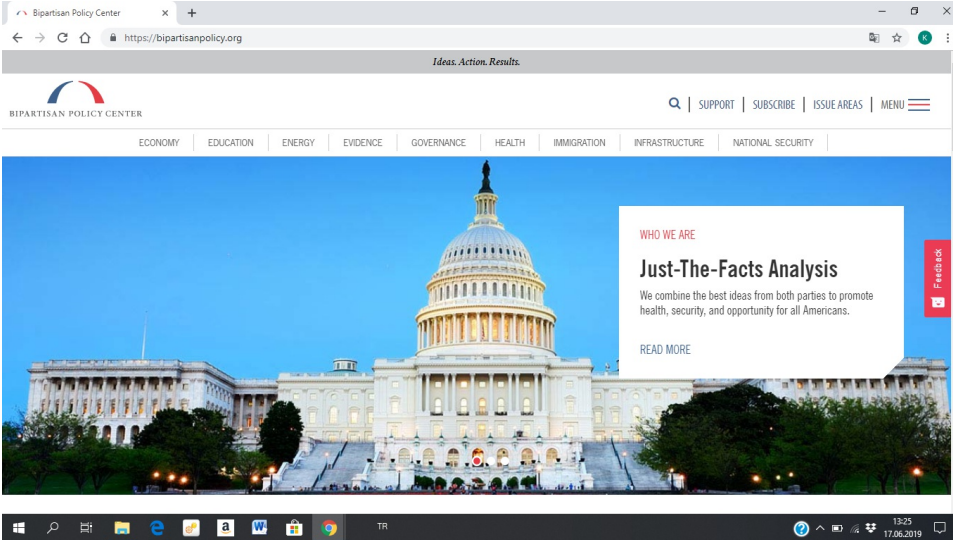 Bipartisan Policy Center
https://bipartisanpolicy.org
K
Ideas. Action. Results.
BIPARTISAN POLICY CENTER
SUPPORT | SUBSCRIBE | ISSUE AREAS | MENU
ECONOMY | EDUCATION | ENERGY | EVIDENCE | GOVERNANCE | HEALTH | IMMIGRATION | INFRASTRUCTURE | NATIONAL SECURITY
WHO WE ARE
Just-The-Facts Analysis
We combine the best ideas from both parties to promote
health, security, and opportunity for all Americans.
READ MORE
Feedback
TR
13:25
17.06.2019